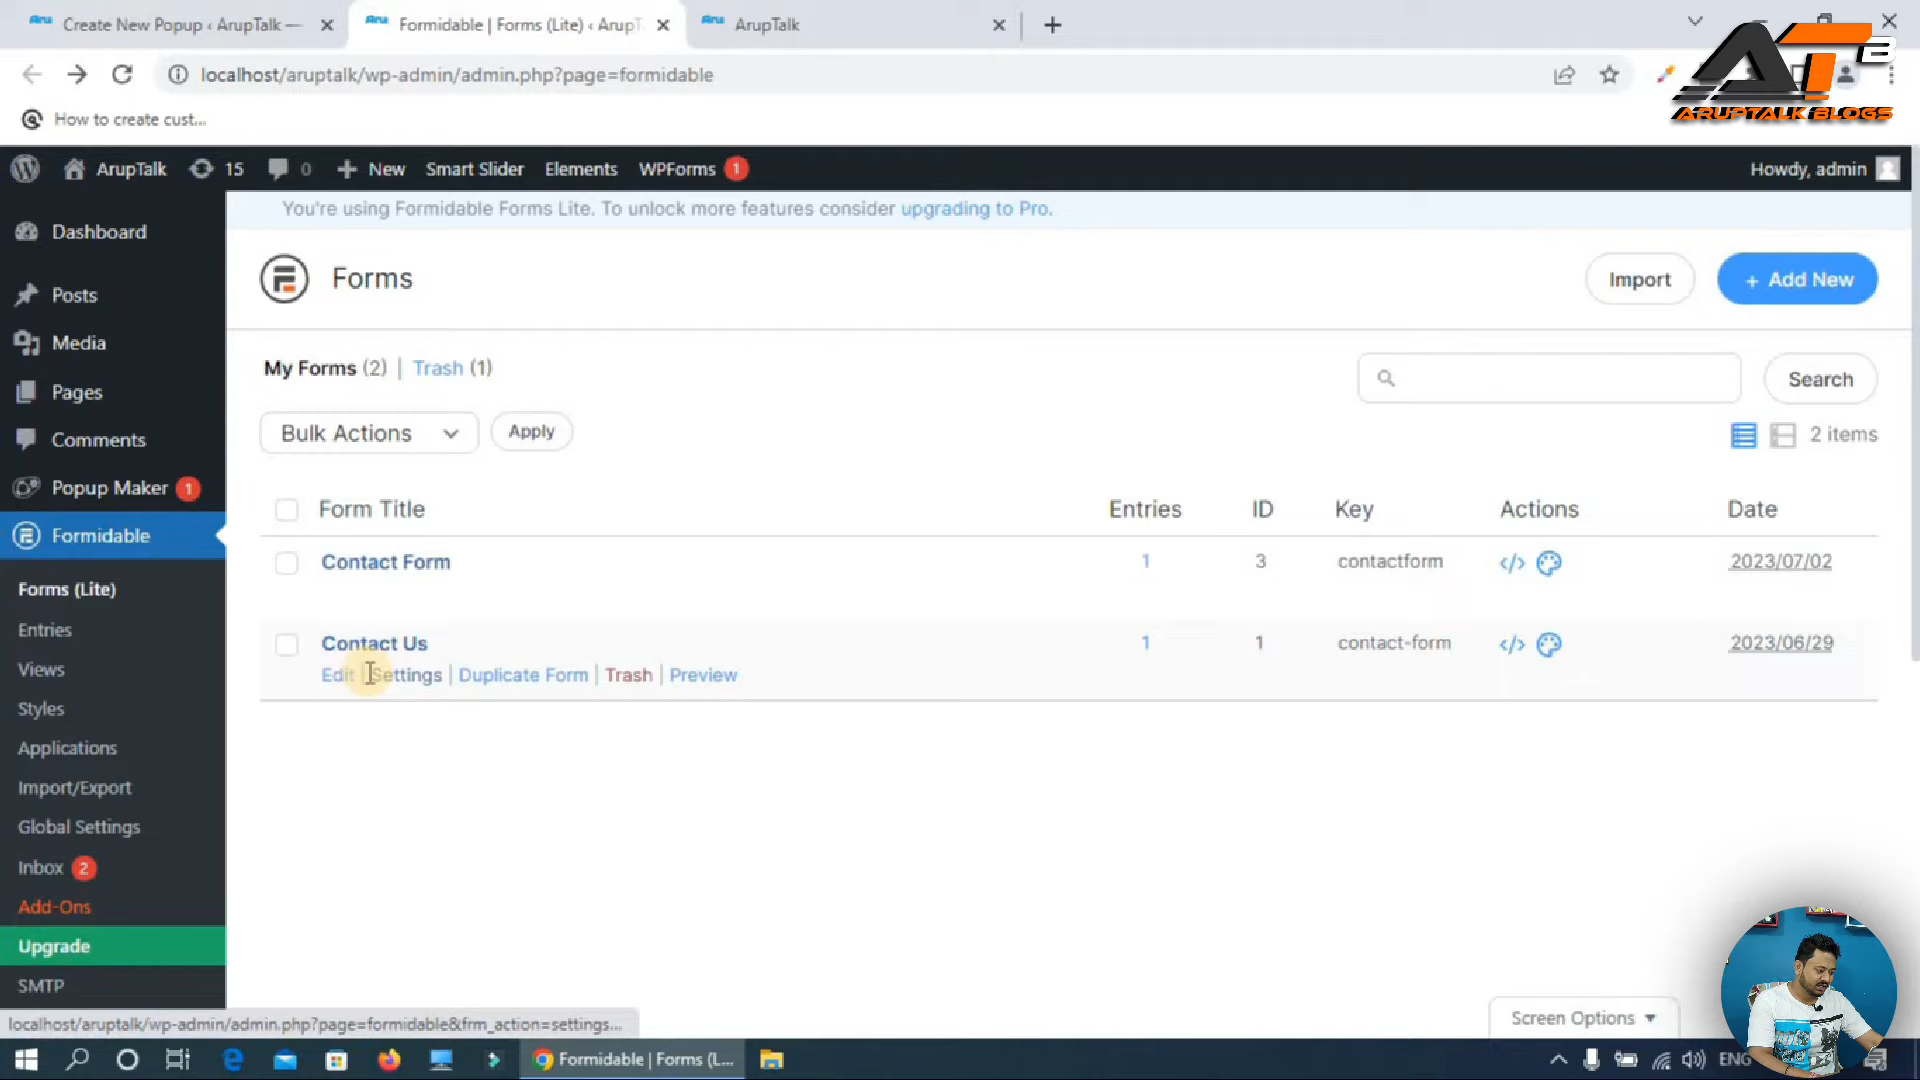 Create New Popup ‹ ArupTalk —
Formidable | Forms (Lite) ‹ ArupT
ArupTalk
localhost/aruptalk/wp-admin/admin.php?page=formidable
How to create cust...
AT B
ARUPTALK BLOGS
ArupTalk 15 0 New Smart Slider Elements WPForms 1 Howdy, admin
Dashboard
Posts
Media
Pages
Comments
Popup Maker 1
Formidable
Forms (Lite)
Entries
Views
Styles
Applications
Import/Export
Global Settings
Inbox 2
Add-Ons
Upgrade
SMTP
You're using Formidable Forms Lite. To unlock more features consider upgrading to Pro.
Forms
Import
+ Add New
My Forms (2) | Trash (1)
Search
Bulk Actions
Apply
2 items
Form Title Entries ID Key Actions Date
Contact Form 1 3 contactform </> 2023/07/02
Contact Us 1 1 contact-form </> 2023/06/29
Edit | Settings | Duplicate Form | Trash | Preview
Screen Options
localhost/aruptalk/wp-admin/admin.php?page=formidable&frm_action=settings...
Formidable | Forms (L...
ENG